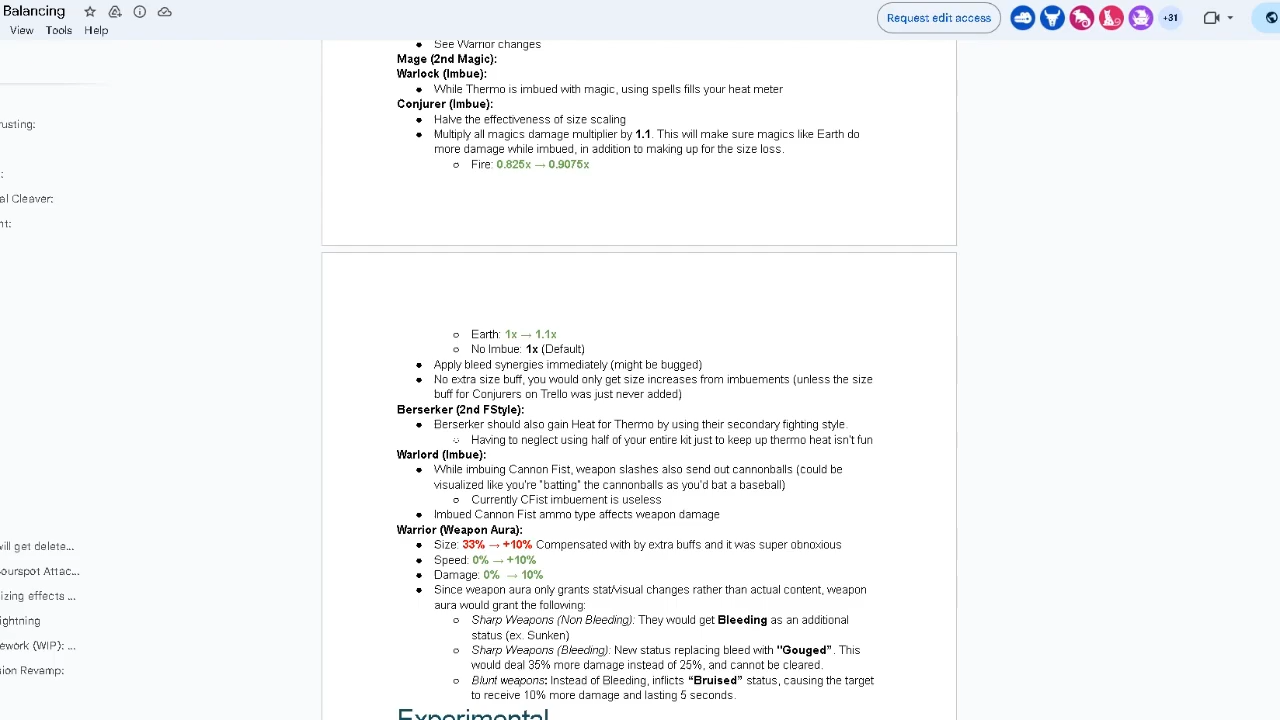 Balancing
Request edit access
+31
View Tools Help
See Warrior changes
Mage (2nd Magic):
Warlock (Imbue):
While Thermo is imbued with magic, using spells fills your heat meter
Conjurer (Imbue):
Halve the effectiveness of size scaling
Multiply all magics damage multiplier by 1.1. This will make sure magics like Earth do
more damage while imbued, in addition to making up for the size loss.
Fire: 0.825x → 0.9075x
Earth: 1x → 1.1x
No Imbue: 1x (Default)
Apply bleed synergies immediately (might be bugged)
No extra size buff, you would only get size increases from imbuements (unless the size
buff for Conjurers on Trello was just never added)
Berserker (2nd FStyle):
Berserker should also gain Heat for Thermo by using their secondary fighting style.
Having to neglect using half of your entire kit just to keep up thermo heat isn't fun
Warlord (Imbue):
While imbuing Cannon Fist, weapon slashes also send out cannonballs (could be
visualized like you're "batting" the cannonballs as you'd bat a baseball)
Currently CFist imbuement is useless
Imbued Cannon Fist ammo type affects weapon damage
Warrior (Weapon Aura):
Size: 33% → +10% Compensated with by extra buffs and it was super obnoxious
Speed: 0% → +10%
Damage: 0% → 10%
Since weapon aura only grants stat/visual changes rather than actual content, weapon
aura would grant the following:
Sharp Weapons (Non Bleeding): They would get Bleeding as an additional
status (ex. Sunken)
Sharp Weapons (Bleeding): New status replacing bleed with "Gouged". This
would deal 35% more damage instead of 25%, and cannot be cleared.
Blunt weapons: Instead of Bleeding, inflicts "Bruised" status, causing the target
to receive 10% more damage and lasting 5 seconds.
Experimental
rusting:
:
al Cleaver:
nt:
will get delete...
ourspot Attac...
izing effects ...
ightning
ework (WIP): ...
sion Revamp: